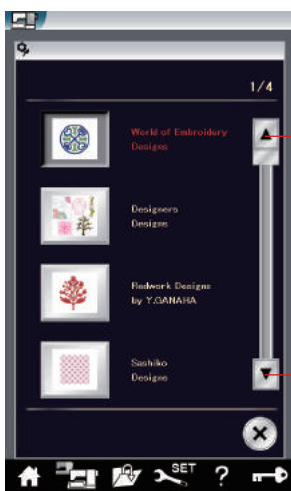 1/4
World of Embroidery
Designs
Designers
Designs
Redwork Designs
by Y.GANAHA
Sashiko
Designs
SET
?